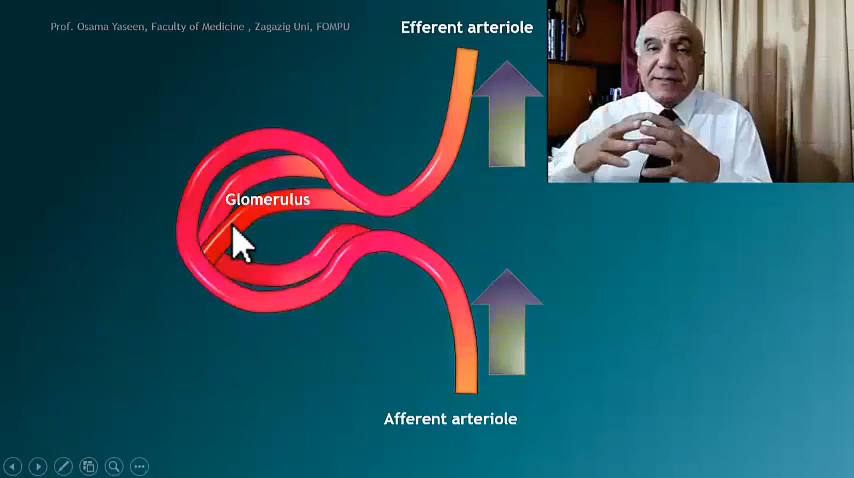 Prof. Osama Yaseen, Faculty of Medicine , Zagazig Uni, FOMPU
Efferent arteriole
Glomerulus
Afferent arteriole